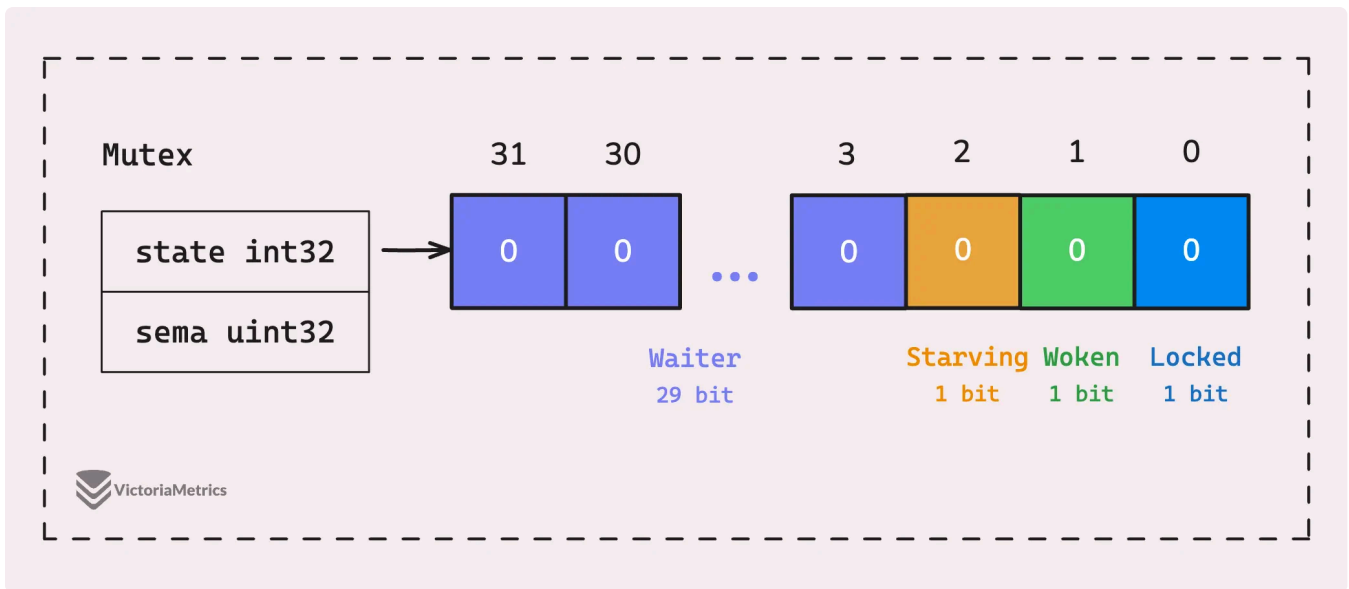 Mutex
31 30 3 2 1 0
state int32
0 0 ... 0 0 0 0
sema uint32
Waiter Starving Woken Locked
29 bit 1 bit 1 bit 1 bit
VictoriaMetrics